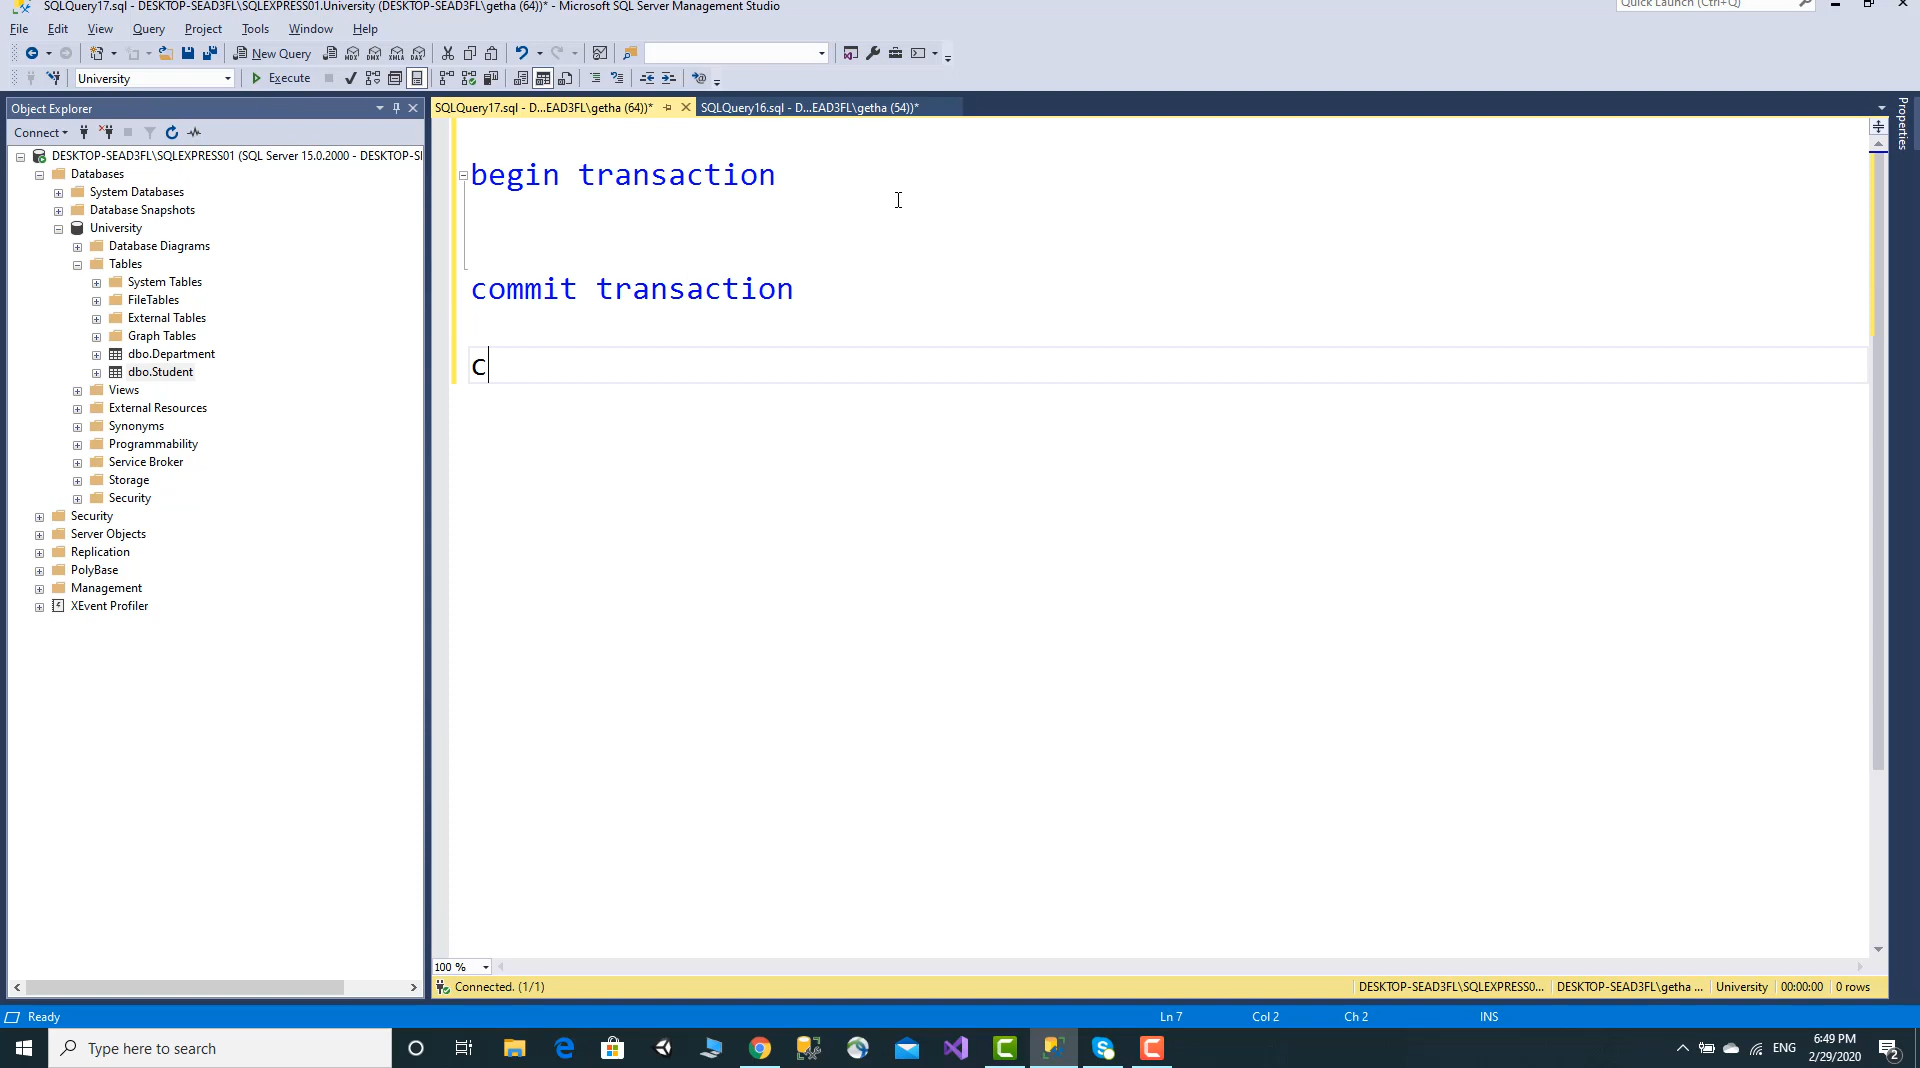 SQLQuery17.sql - DESKTOP-SEAD3FL\SQLEXPRESS01.University (DESKTOP-SEAD3FL\getha (64))* - Microsoft SQL Server Management Studio
Quick Launch (Ctrl+Q)
File Edit View Query Project Tools Window Help
New Query
University
Execute
Object Explorer
SQLQuery17.sql - D...EAD3FL\getha (64))*
SQLQuery16.sql - D...EAD3FL\getha (54))*
Properties
Connect
DESKTOP-SEAD3FL\SQLEXPRESS01 (SQL Server 15.0.2000 - DESKTOP-S
Databases
System Databases
Database Snapshots
University
Database Diagrams
Tables
System Tables
FileTables
External Tables
Graph Tables
dbo.Department
dbo.Student
Views
External Resources
Synonyms
Programmability
Service Broker
Storage
Security
Security
Server Objects
Replication
PolyBase
Management
XEvent Profiler
begin transaction
commit transaction
c
100 %
Connected. (1/1)
DESKTOP-SEAD3FL\SQLEXPRESS0... DESKTOP-SEAD3FL\getha ... University 00:00:00 0 rows
Ready
Ln 7 Col 2 Ch 2 INS
Type here to search
ENG
6:49 PM
2/29/2020
2